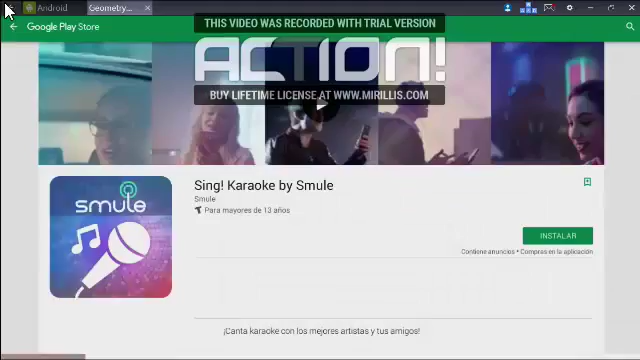 Android
Geometry...
Google Play Store
THIS VIDEO WAS RECORDED WITH TRIAL VERSION
ACTION!
BUY LIFETIME LICENSE AT WWW.MIRILLIS.COM
smule
Sing! Karaoke by Smule
Smule
Para mayores de 13 años
INSTALAR
Contiene anuncios • Compras en la aplicación
¡Canta karaoke con los mejores artistas y tus amigos!